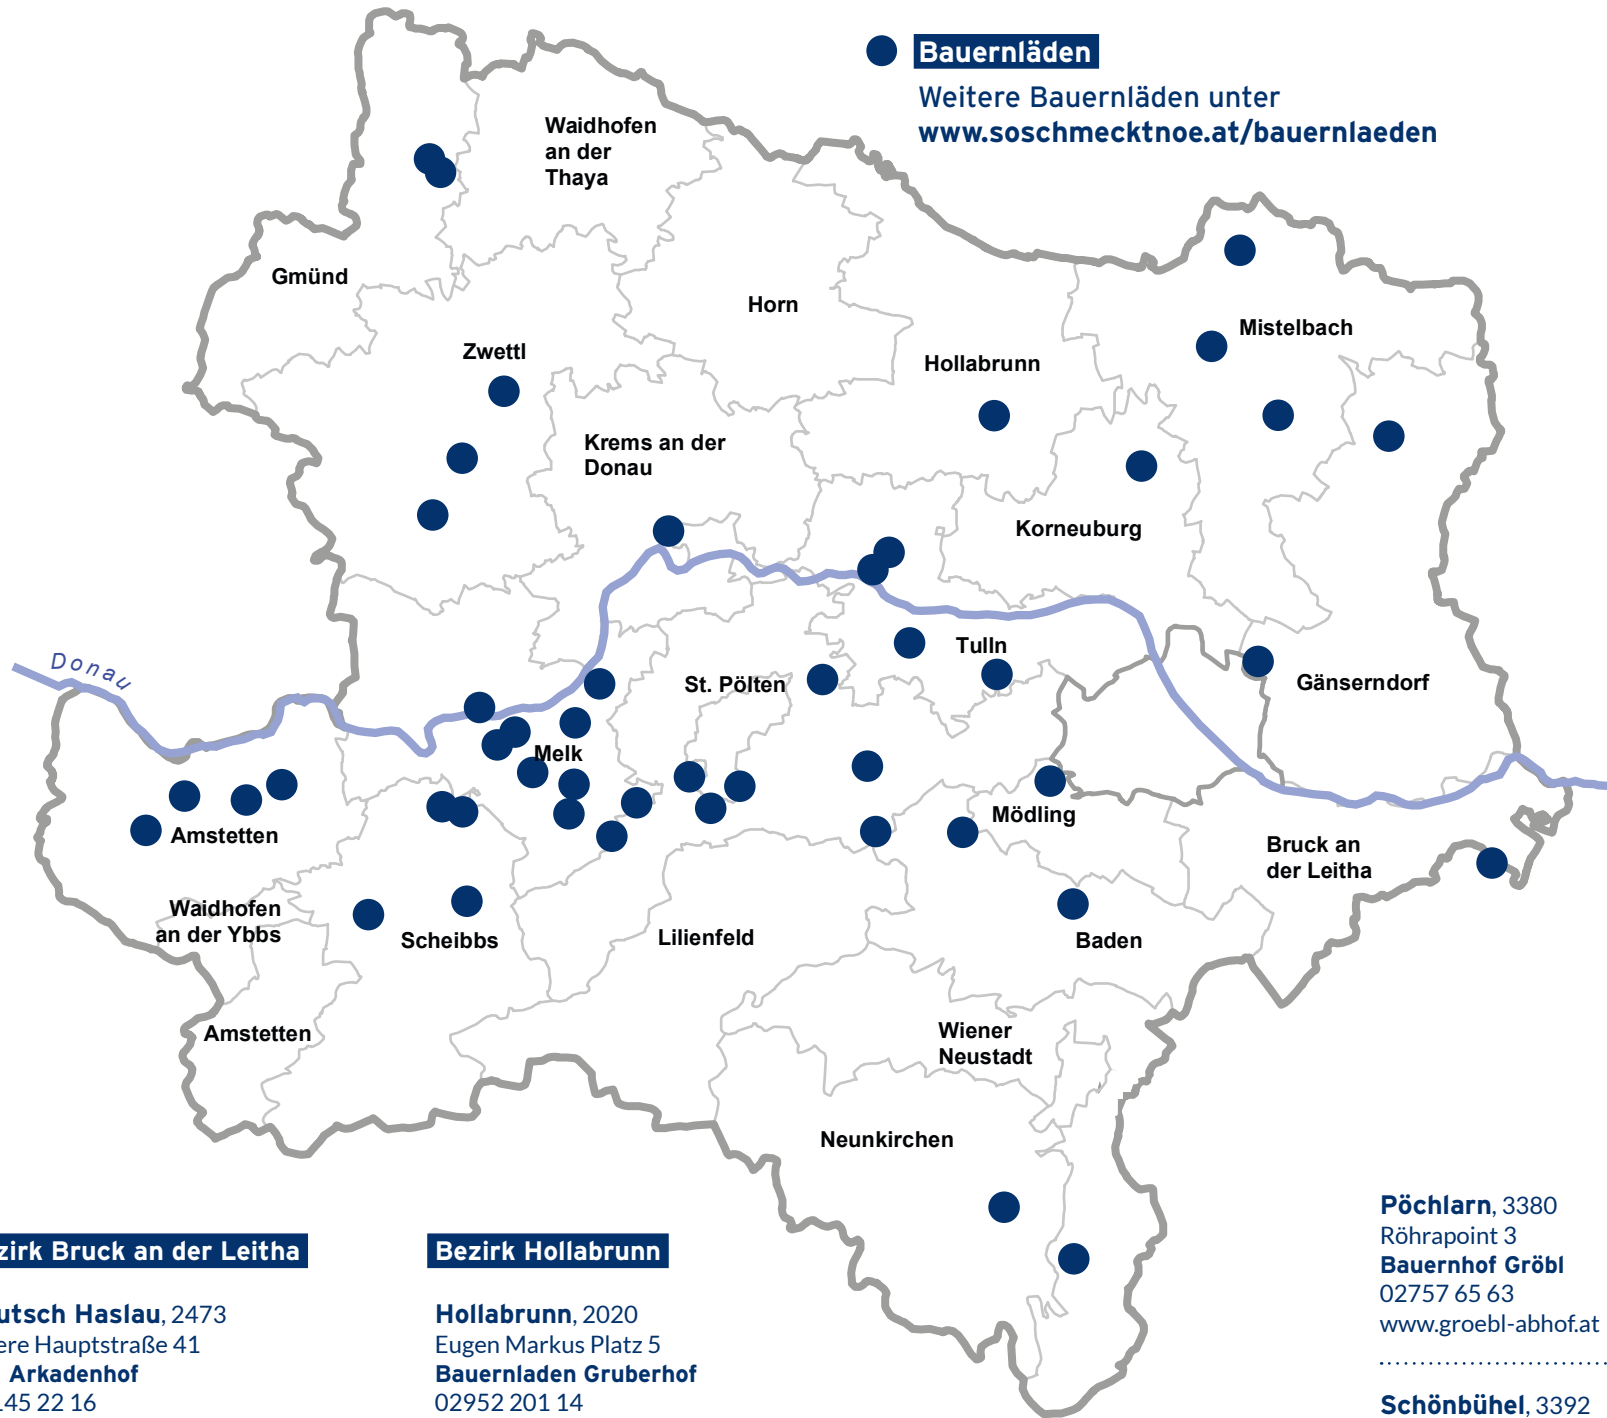 Bauernläden
Weitere Bauernläden unter
www.soschmecktnoe.at/bauernlaeden
Waidhofen
an der
Thaya
Gmünd
Horn
Mistelbach
Zwettl
Hollabrunn
Krems an der
Donau
Korneuburg
Donau
Tulln
St. Pölten
Gänserndorf
Melk
Mödling
Amstetten
Bruck an
der Leitha
Waidhofen
an der Ybbs
Scheibbs
Lilienfeld
Baden
Amstetten
Wiener
Neustadt
Neunkirchen
zirk Bruck an der Leitha
utsch Haslau, 2473
ere Hauptstraße 41
Arkadenhof
145 22 16
Bezirk Hollabrunn
Hollabrunn, 2020
Eugen Markus Platz 5
Bauernladen Gruberhof
02952 201 14
Pöchlarn, 3380
Röhrapoint 3
Bauernhof Gröbl
02757 65 63
www.groebl-abhof.at
Schönbühel, 3392